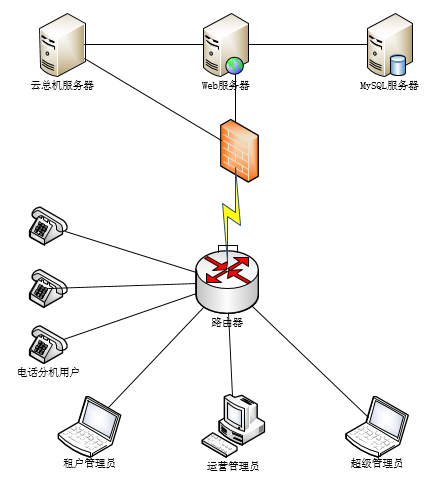 云总机服务器
Web服务器
MySQL服务器
路由器
电话分机用户
租户管理员
运营管理员
超级管理员